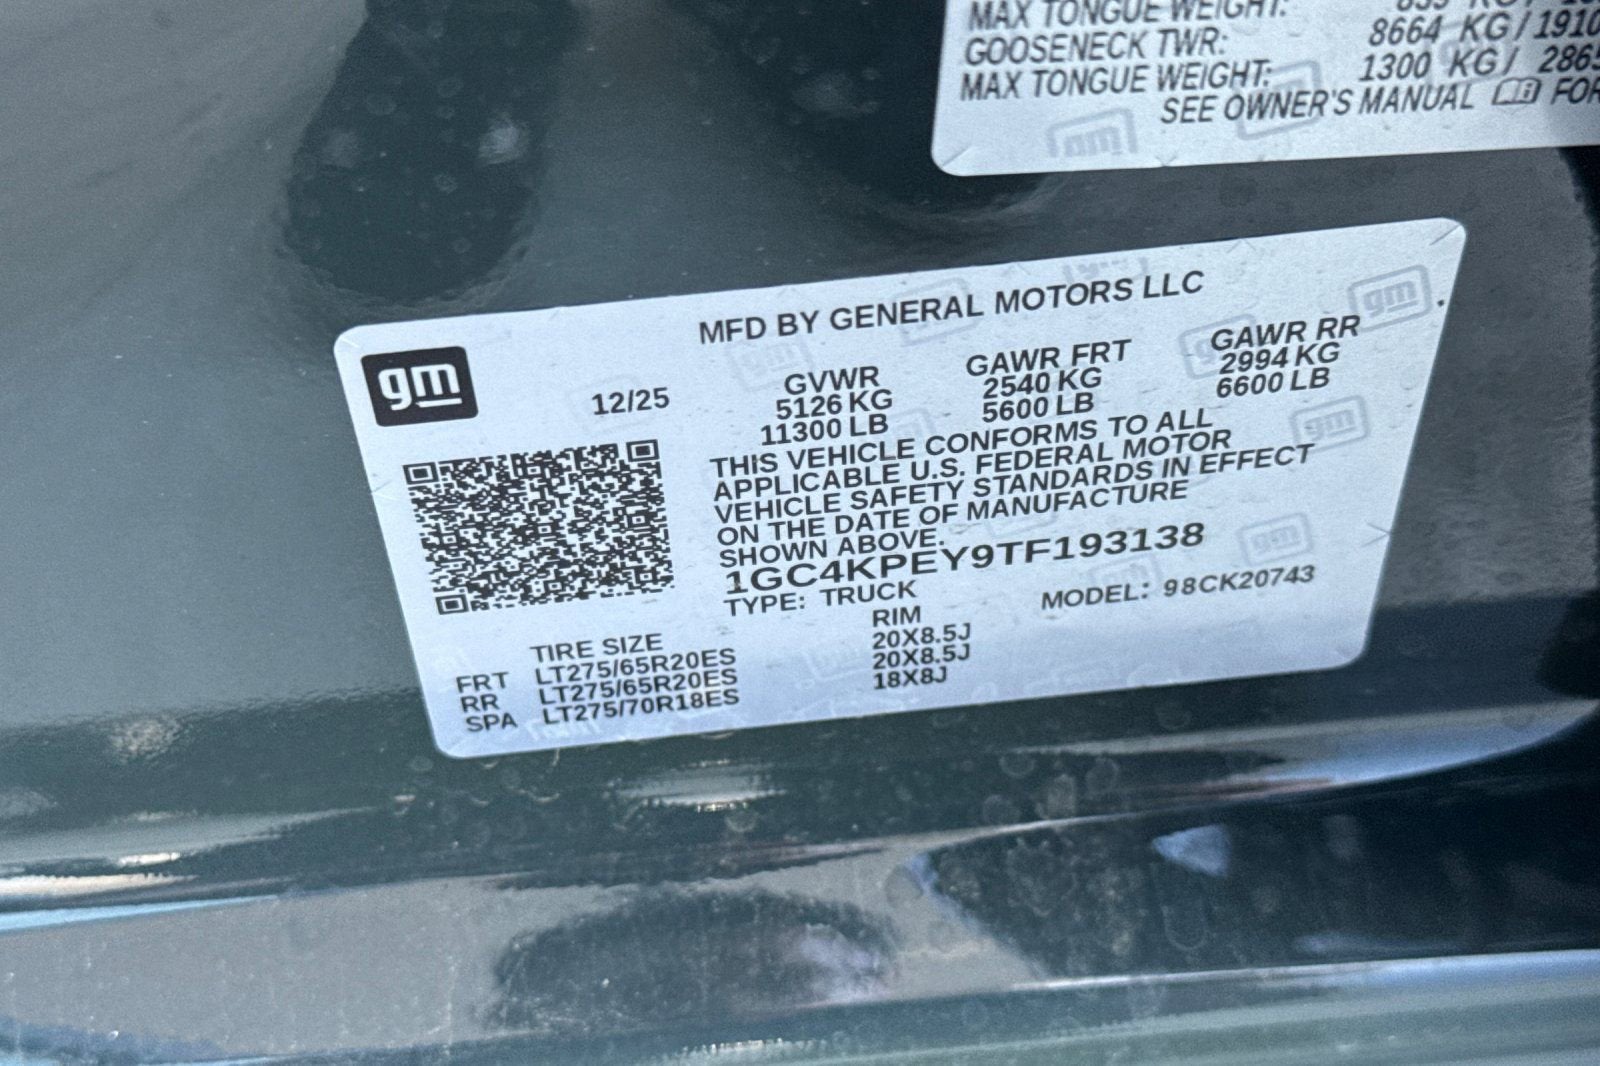 MAX TONGUE WEIGHT:
GOOSENECK TWR: 8664 KG / 1910
MAX TONGUE WEIGHT: 1300 KG / 2865
SEE OWNER'S MANUAL FOR
MFD BY GENERAL MOTORS LLC
gm
12/25
GVWR GAWR FRT GAWR RR
5126 KG 2540 KG 2994 KG
11300 LB 5600 LB 6600 LB
THIS VEHICLE CONFORMS TO ALL
APPLICABLE U.S. FEDERAL MOTOR
VEHICLE SAFETY STANDARDS IN EFFECT
ON THE DATE OF MANUFACTURE
SHOWN ABOVE.
1GC4KPEY9TF193138
TYPE: TRUCK MODEL: 98CK20743
TIRE SIZE RIM
FRT LT275/65R20ES 20X8.5J
RR LT275/65R20ES 20X8.5J
SPA LT275/70R18ES 18X8J